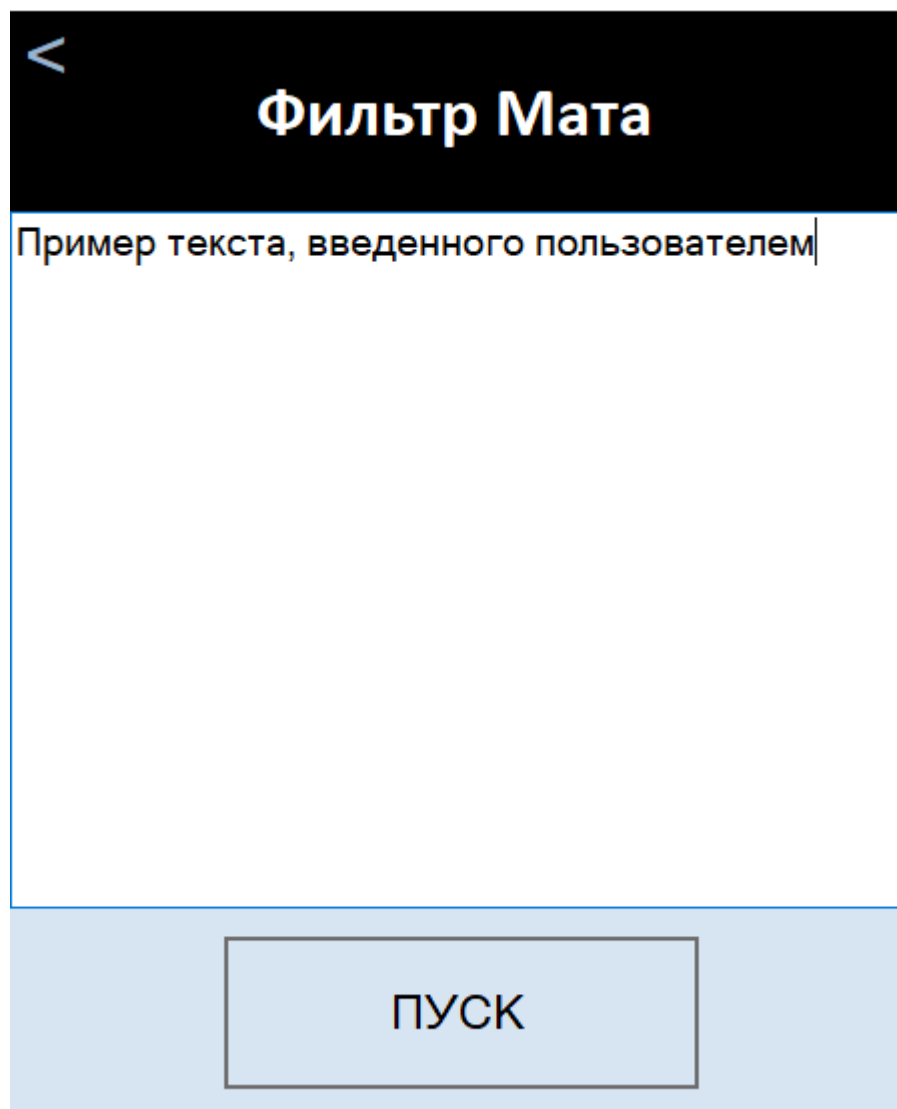 <
Фильтр Мата
Пример текста, введенного пользователем
ПУСК